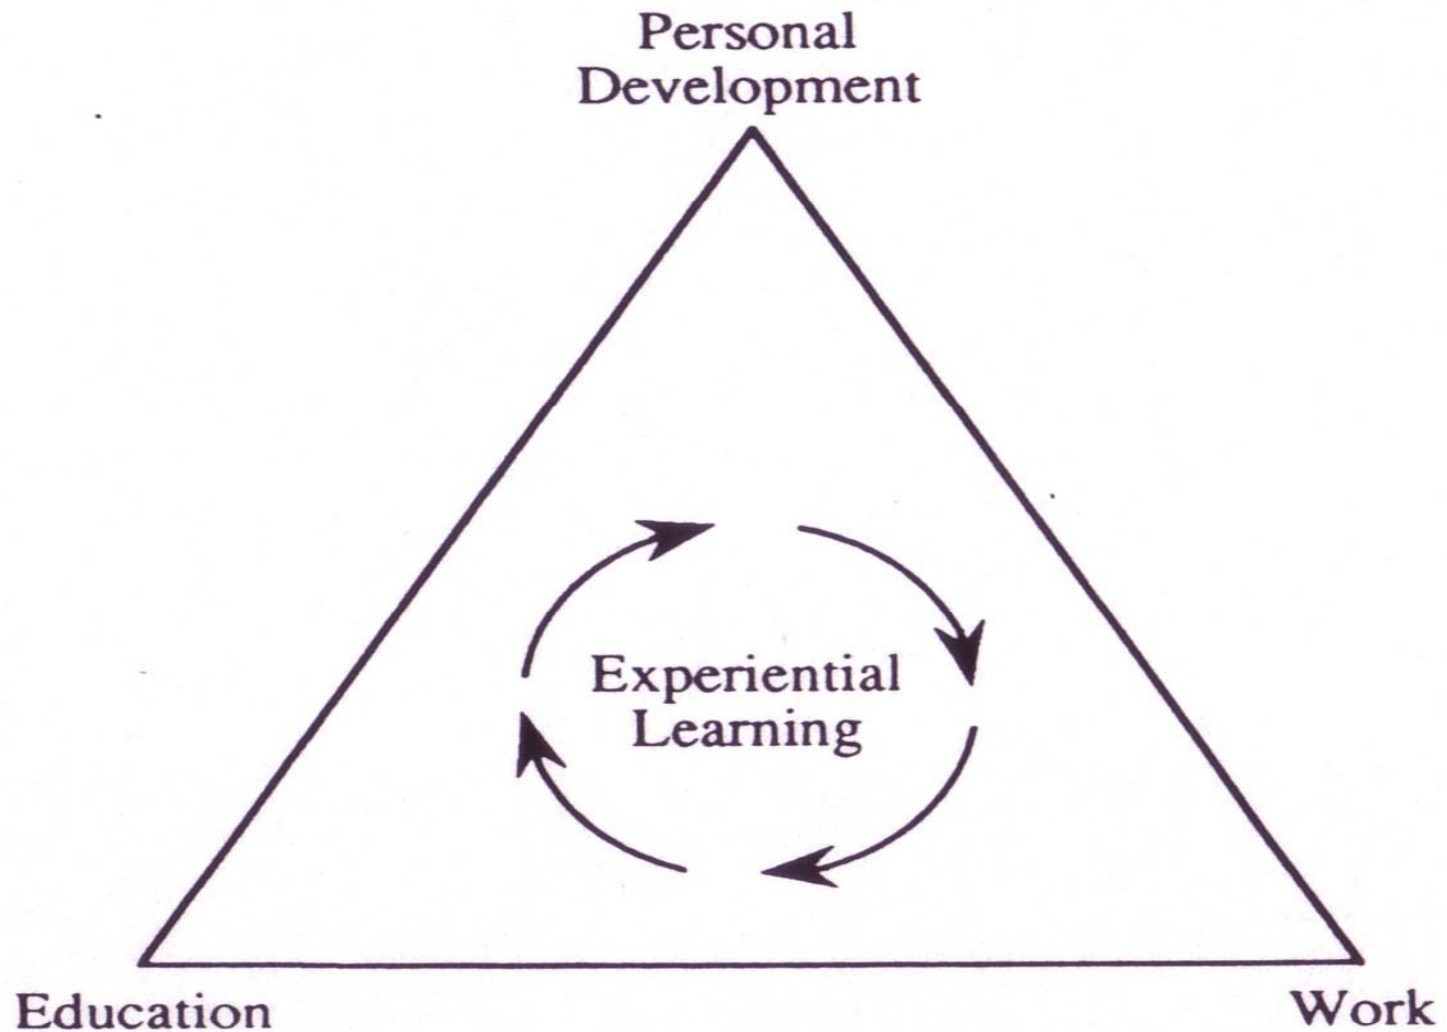 Personal
Development
Experiential
Learning
Education
Work